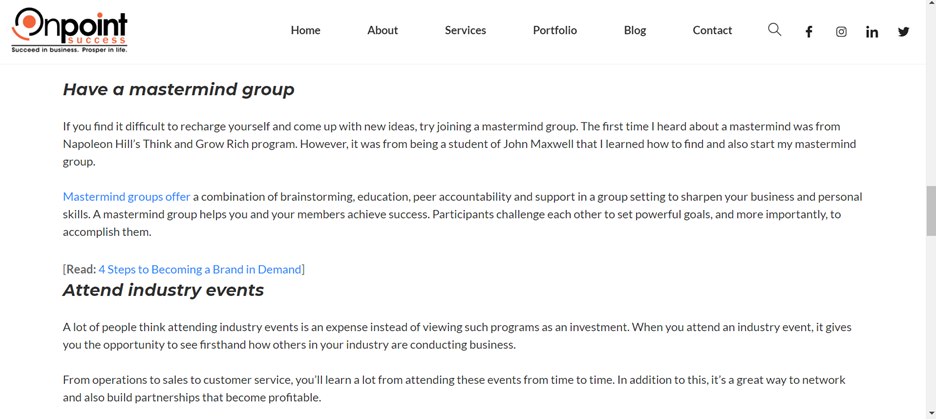 Onpoint
success
Succeed in business. Prosper in life.
Home About Services Portfolio Blog Contact
Have a mastermind group
If you find it difficult to recharge yourself and come up with new ideas, try joining a mastermind group. The first time I heard about a mastermind was from
Napoleon Hill's Think and Grow Rich program. However, it was from being a student of John Maxwell that I learned how to find and also start my mastermind
group.
Mastermind groups offer a combination of brainstorming, education, peer accountability and support in a group setting to sharpen your business and personal
skills. A mastermind group helps you and your members achieve success. Participants challenge each other to set powerful goals, and more importantly, to
accomplish them.
[Read: 4 Steps to Becoming a Brand in Demand]
Attend industry events
A lot of people think attending industry events is an expense instead of viewing such programs as an investment. When you attend an industry event, it gives
you the opportunity to see firsthand how others in your industry are conducting business.
From operations to sales to customer service, you'll learn a lot from attending these events from time to time. In addition to this, it's a great way to network
and also build partnerships that become profitable.